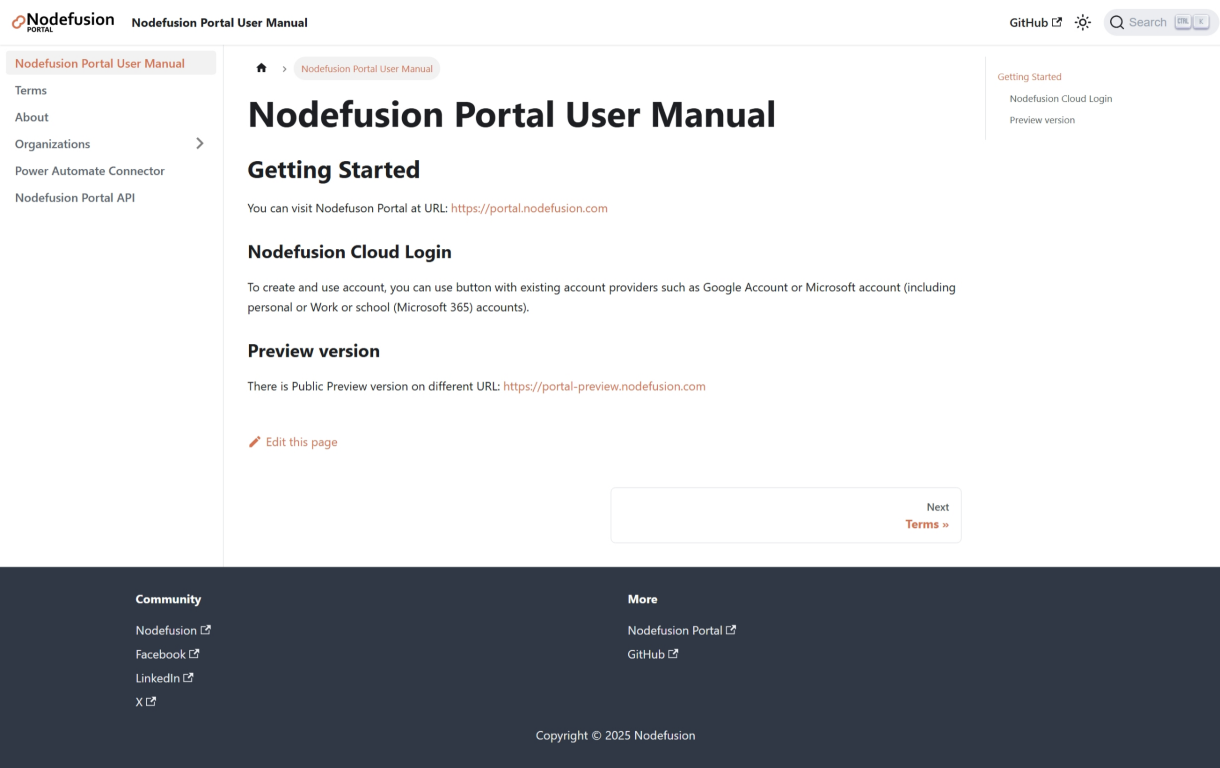 Nodefusion
PORTAL
Nodefusion Portal User Manual
GitHub
Search
CTRL
K
Nodefusion Portal User Manual
Terms
About
Organizations
Power Automate Connector
Nodefusion Portal API
Nodefusion Portal User Manual
Nodefusion Portal User Manual
Getting Started
You can visit Nodefuson Portal at URL: https://portal.nodefusion.com
Nodefusion Cloud Login
To create and use account, you can use button with existing account providers such as Google Account or Microsoft account (including
personal or Work or school (Microsoft 365) accounts).
Preview version
There is Public Preview version on different URL: https://portal-preview.nodefusion.com
Edit this page
Next
Terms »
Getting Started
Nodefusion Cloud Login
Preview version
Community
Nodefusion
Facebook
LinkedIn
X
More
Nodefusion Portal
GitHub
Copyright © 2025 Nodefusion